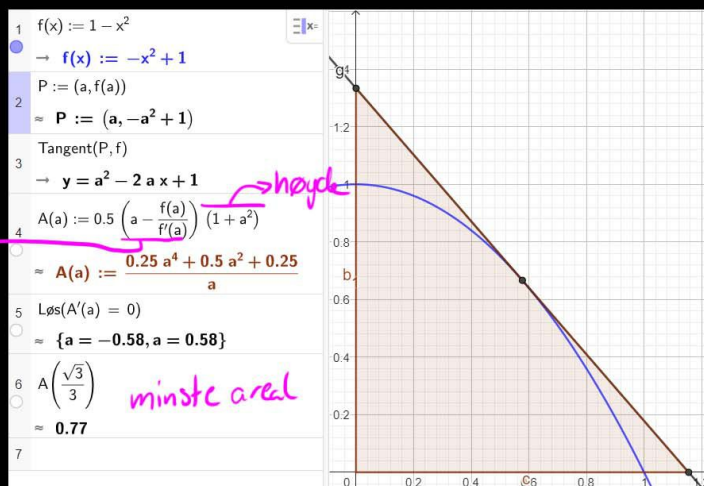 1 f(x) := 1 − x²
→ f(x) := −x² + 1
2 P := (a, f(a))
≈ P := (a, −a² + 1)
3 Tangent(P, f)
→ y = a² − 2 a x + 1
høyde
4 A(a) := 0.5 (a − f(a)/f′(a)) (1 + a²)
≈ A(a) := (0.25 a⁴ + 0.5 a² + 0.25)/a
5 Løs(A′(a) = 0)
≈ {a = −0.58, a = 0.58}
6 A(√3/3)
minste areal
≈ 0.77
7
x=
g
1.2
1
0.8
b
0.6
0.4
0.2
0 0.2 0.4 c 0.6 0.8 1